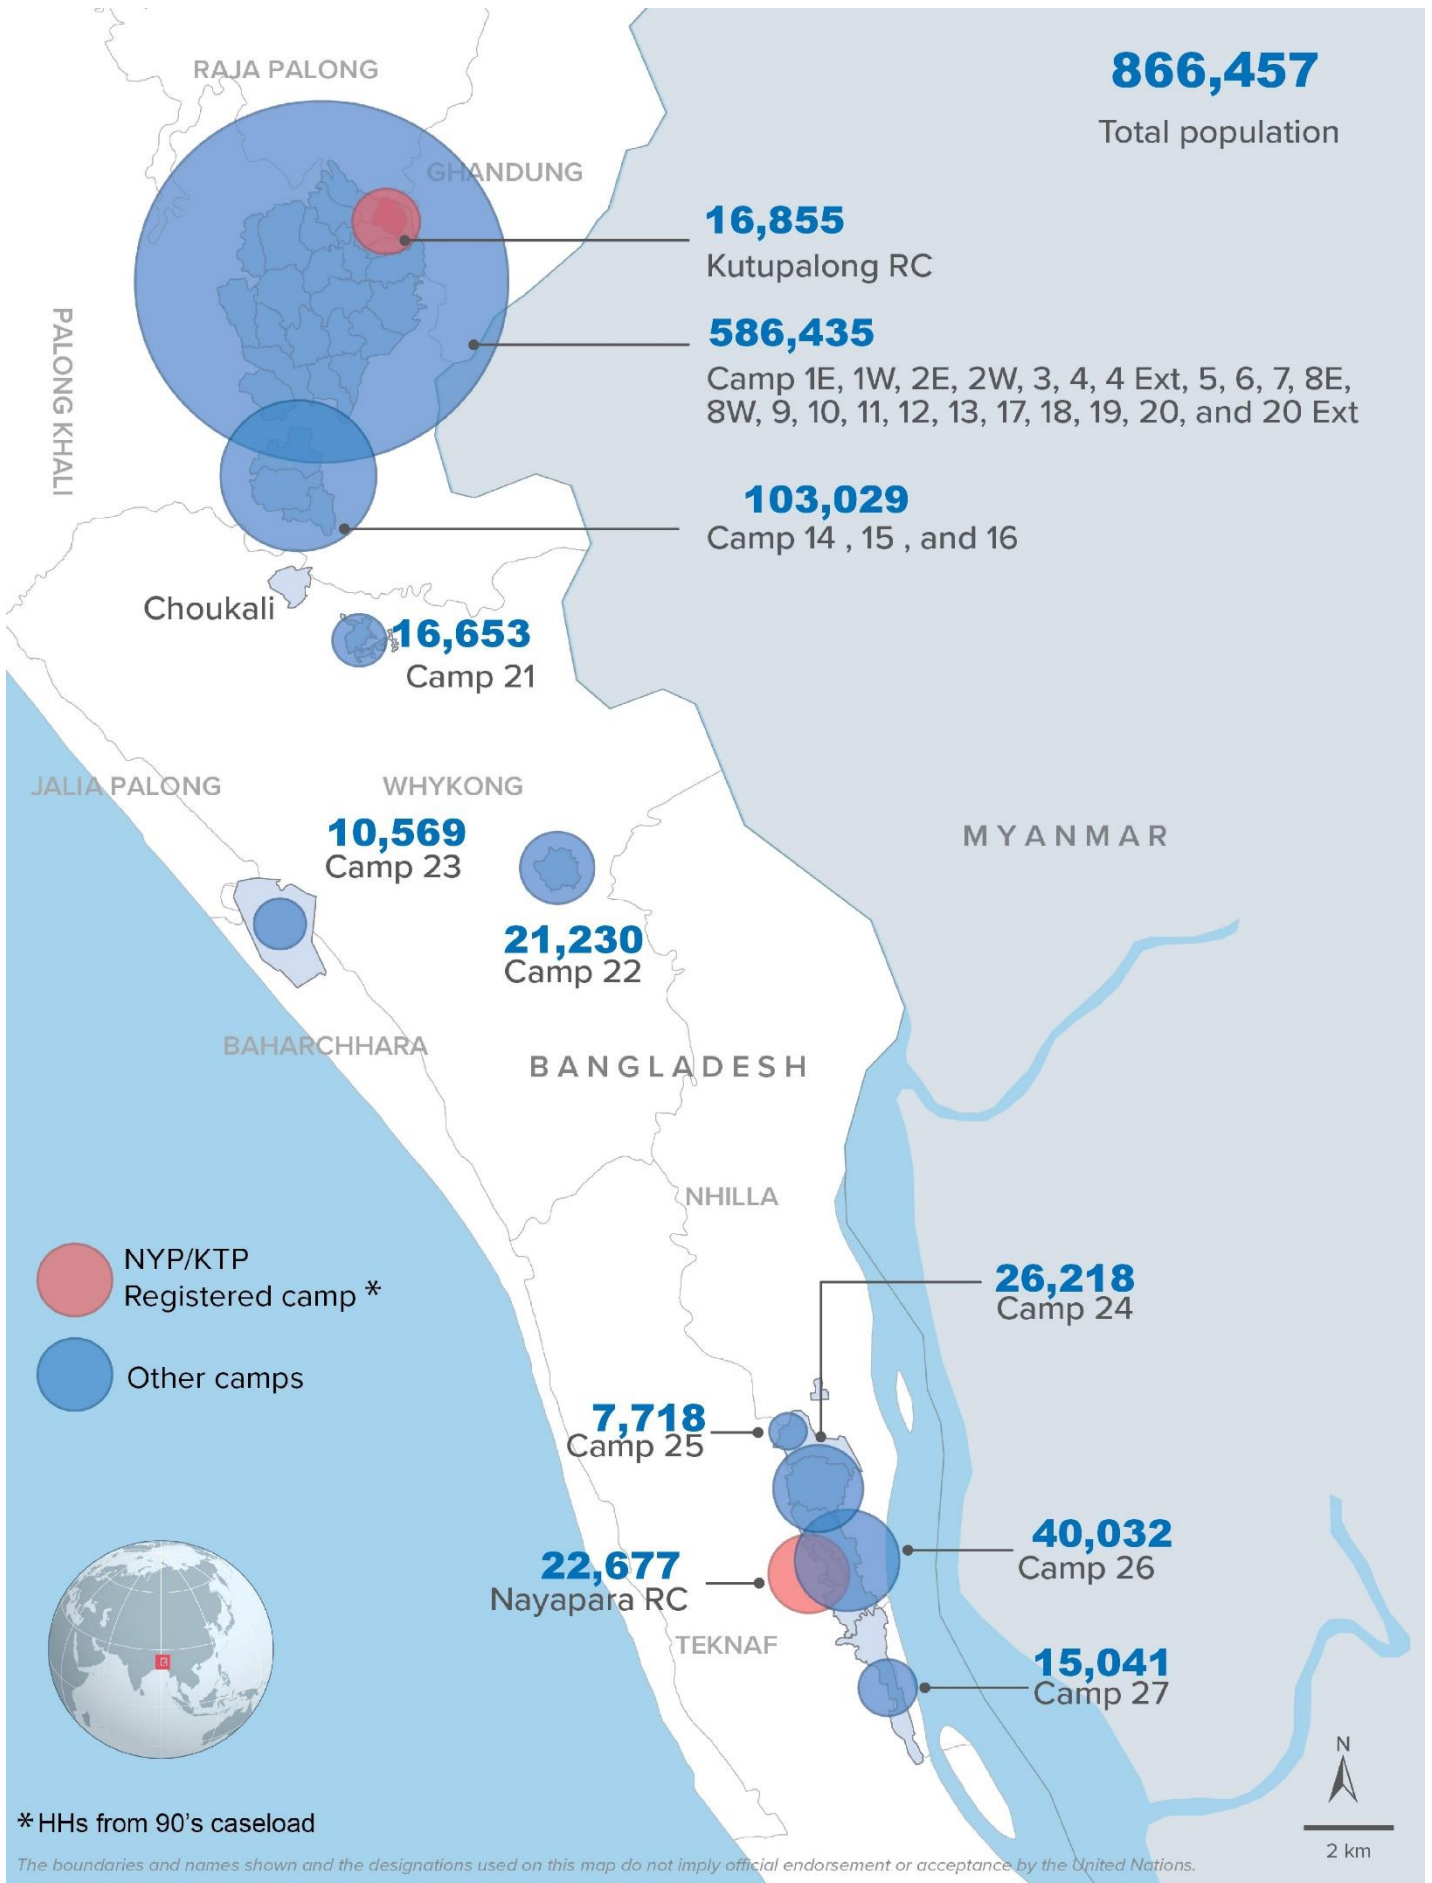 RAJA PALONG
866,457
Total population
GHANDUNG
16,855
Kutupalong RC
586,435
Camp 1E, 1W, 2E, 2W, 3, 4, 4 Ext, 5, 6, 7, 8E,
8W, 9, 10, 11, 12, 13, 17, 18, 19, 20, and 20 Ext
PALONG KHALI
103,029
Camp 14 , 15 , and 16
Choukali
16,653
Camp 21
JALIA PALONG
WHYKONG
10,569
Camp 23
MYANMAR
21,230
Camp 22
BAHARCHHARA
BANGLADESH
NHILLA
NYP/KTP
Registered camp *
26,218
Camp 24
Other camps
7,718
Camp 25
40,032
Camp 26
22,677
Nayapara RC
TEKNAF
15,041
Camp 27
N
2 km
* HHs from 90's caseload
The boundaries and names shown and the designations used on this map do not imply official endorsement or acceptance by the United Nations.